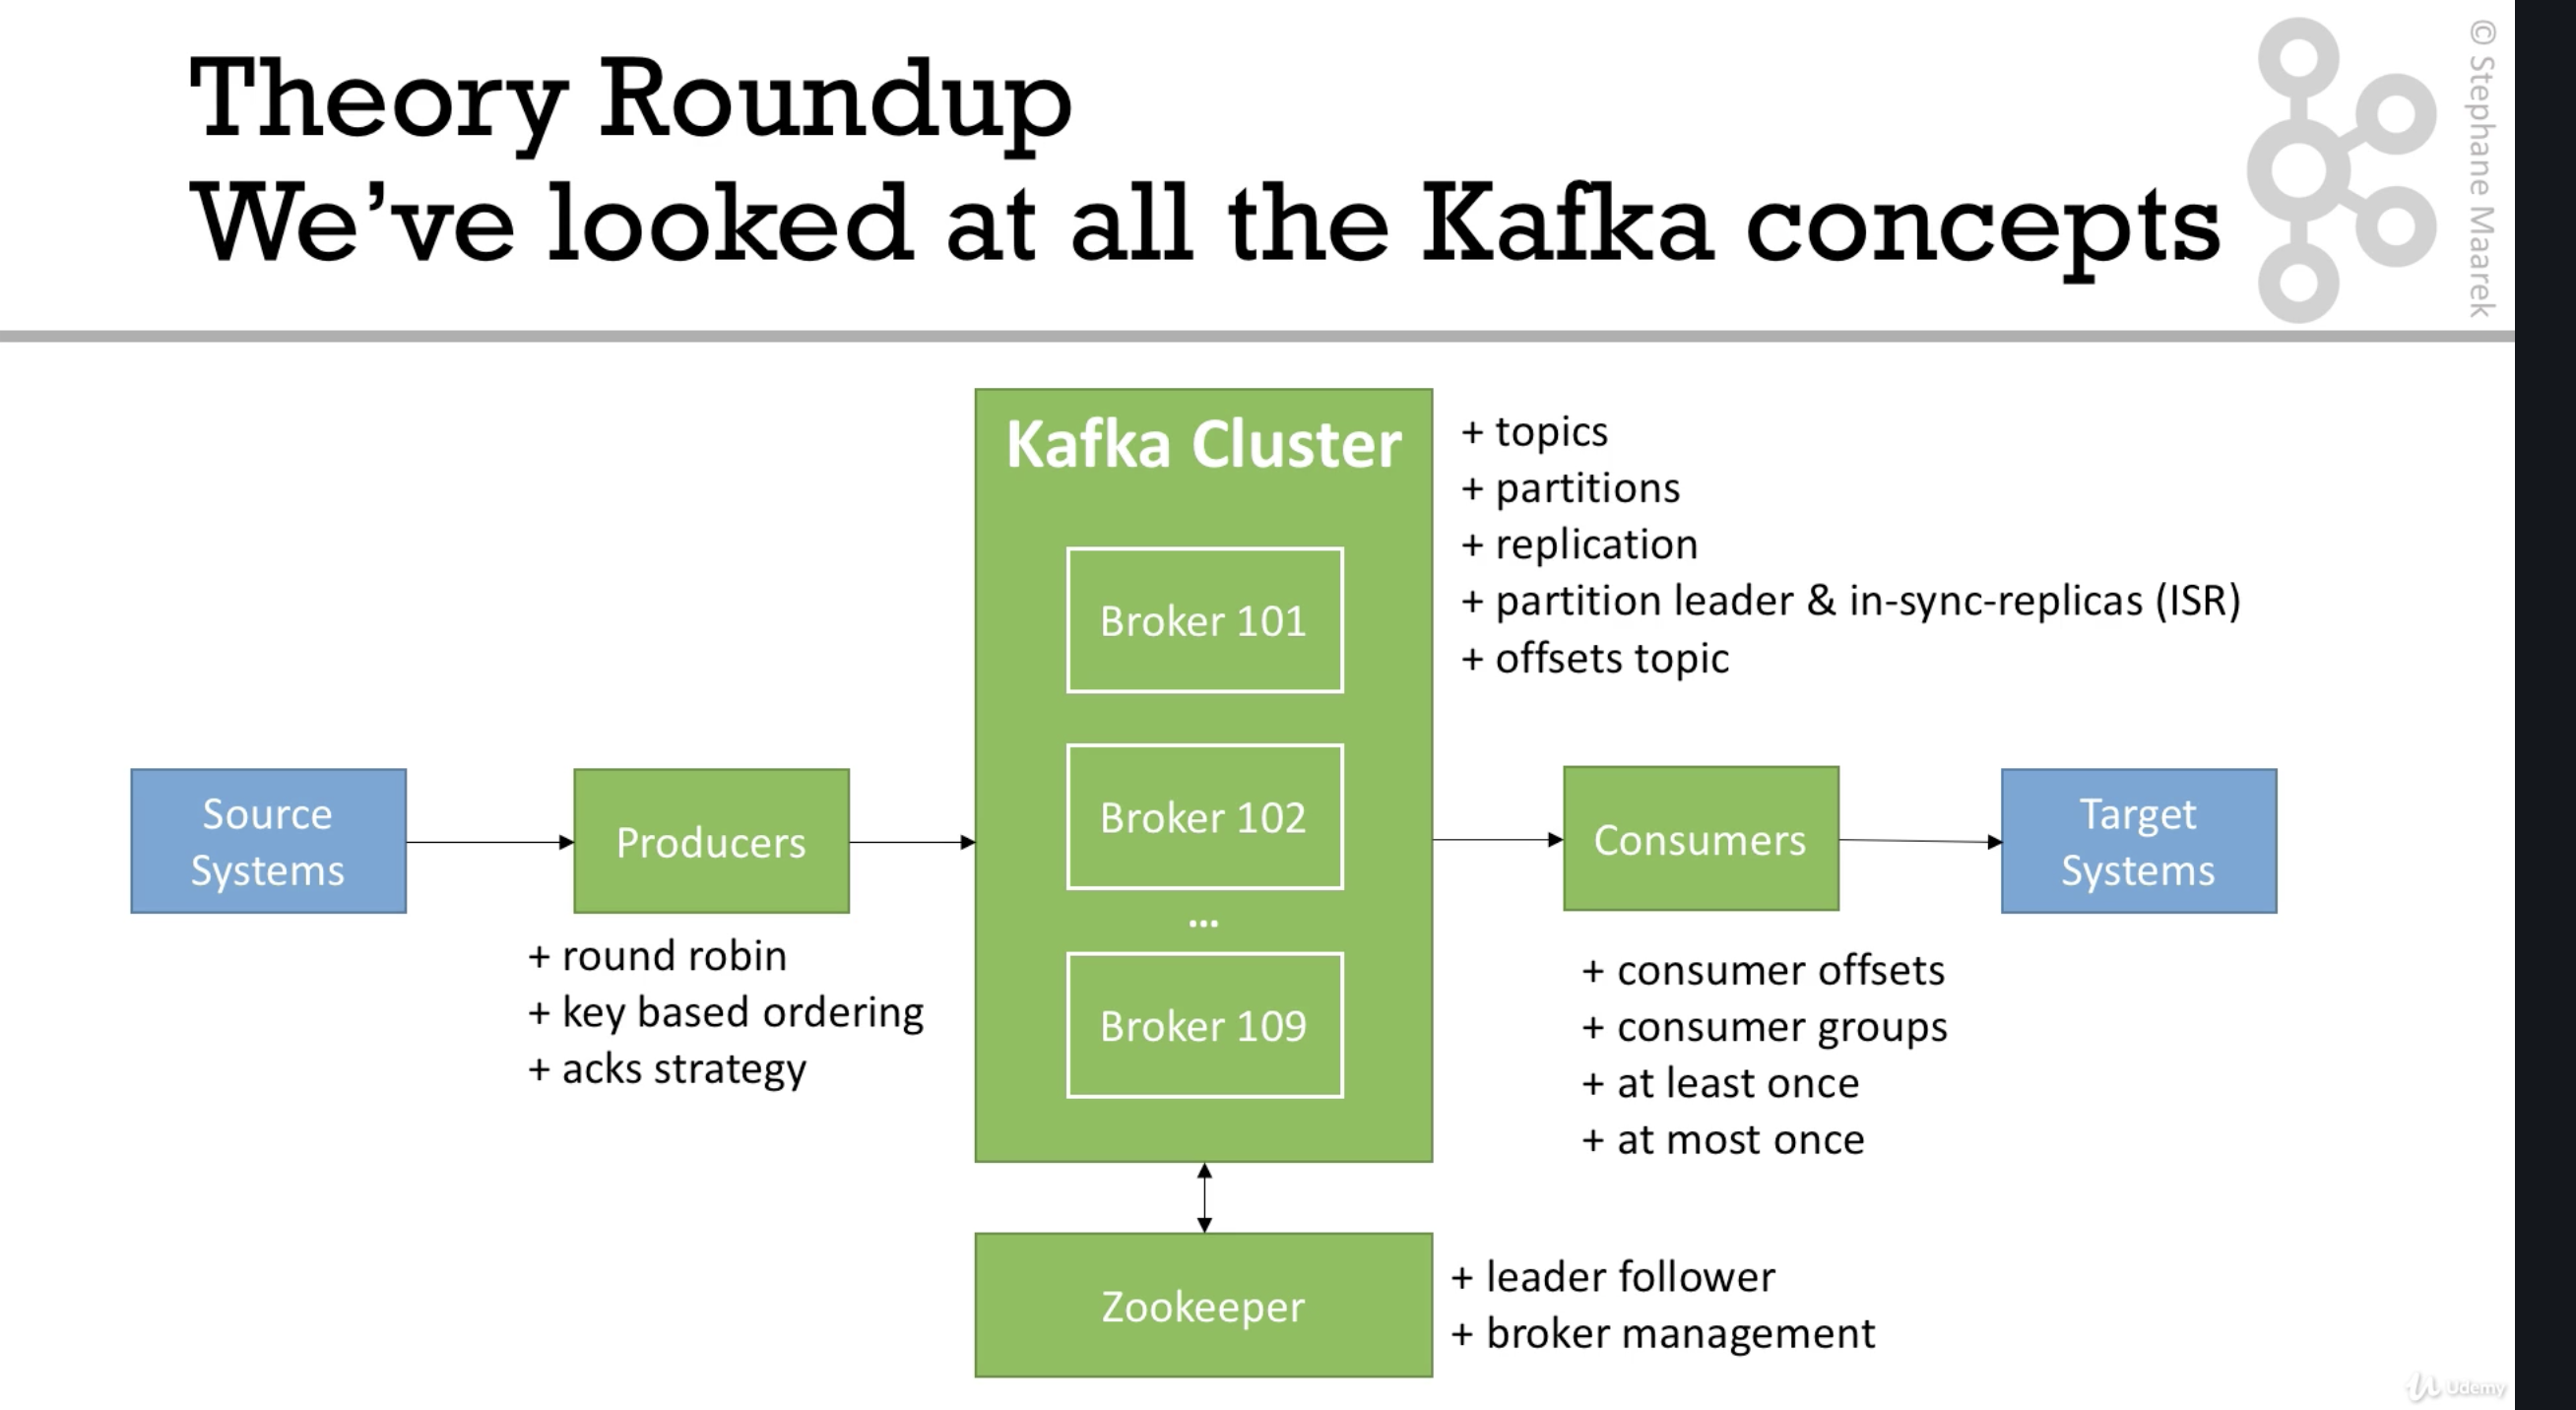 Theory Roundup
We’ve looked at all the Kafka concepts
© Stephane Maarek
Kafka Cluster
Broker 101
Broker 102
...
Broker 109
+ topics
+ partitions
+ replication
+ partition leader & in-sync-replicas (ISR)
+ offsets topic
Source
Systems
Producers
+ round robin
+ key based ordering
+ acks strategy
Consumers
+ consumer offsets
+ consumer groups
+ at least once
+ at most once
Target
Systems
Zookeeper
+ leader follower
+ broker management
Udemy